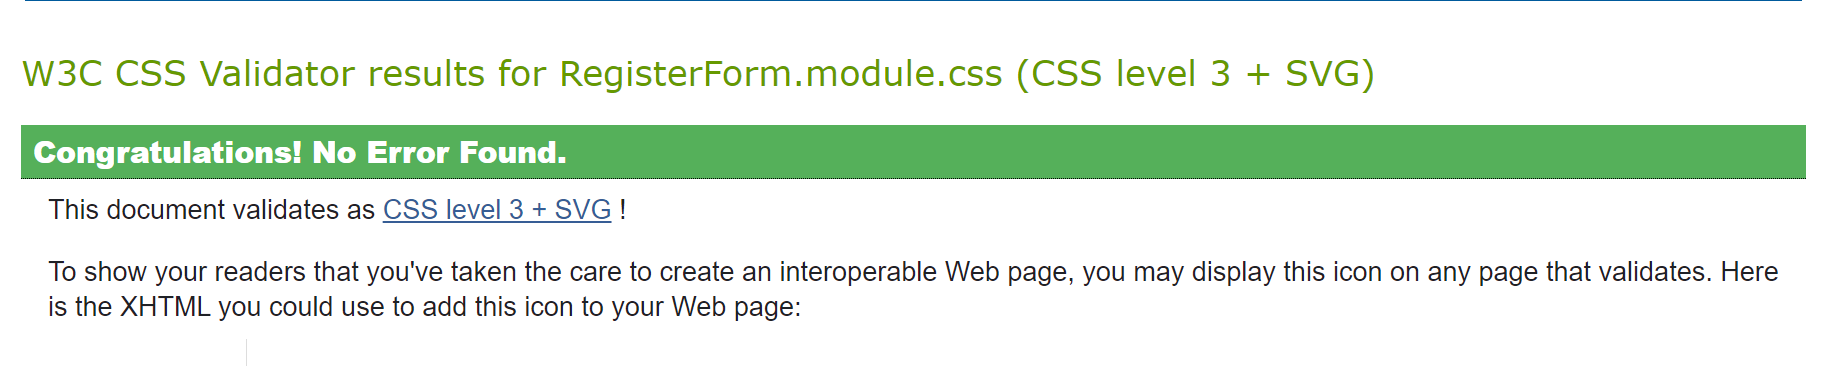 W3C CSS Validator results for RegisterForm.module.css (CSS level 3 + SVG)
Congratulations! No Error Found.
This document validates as CSS level 3 + SVG !
To show your readers that you've taken the care to create an interoperable Web page, you may display this icon on any page that validates. Here
is the XHTML you could use to add this icon to your Web page: